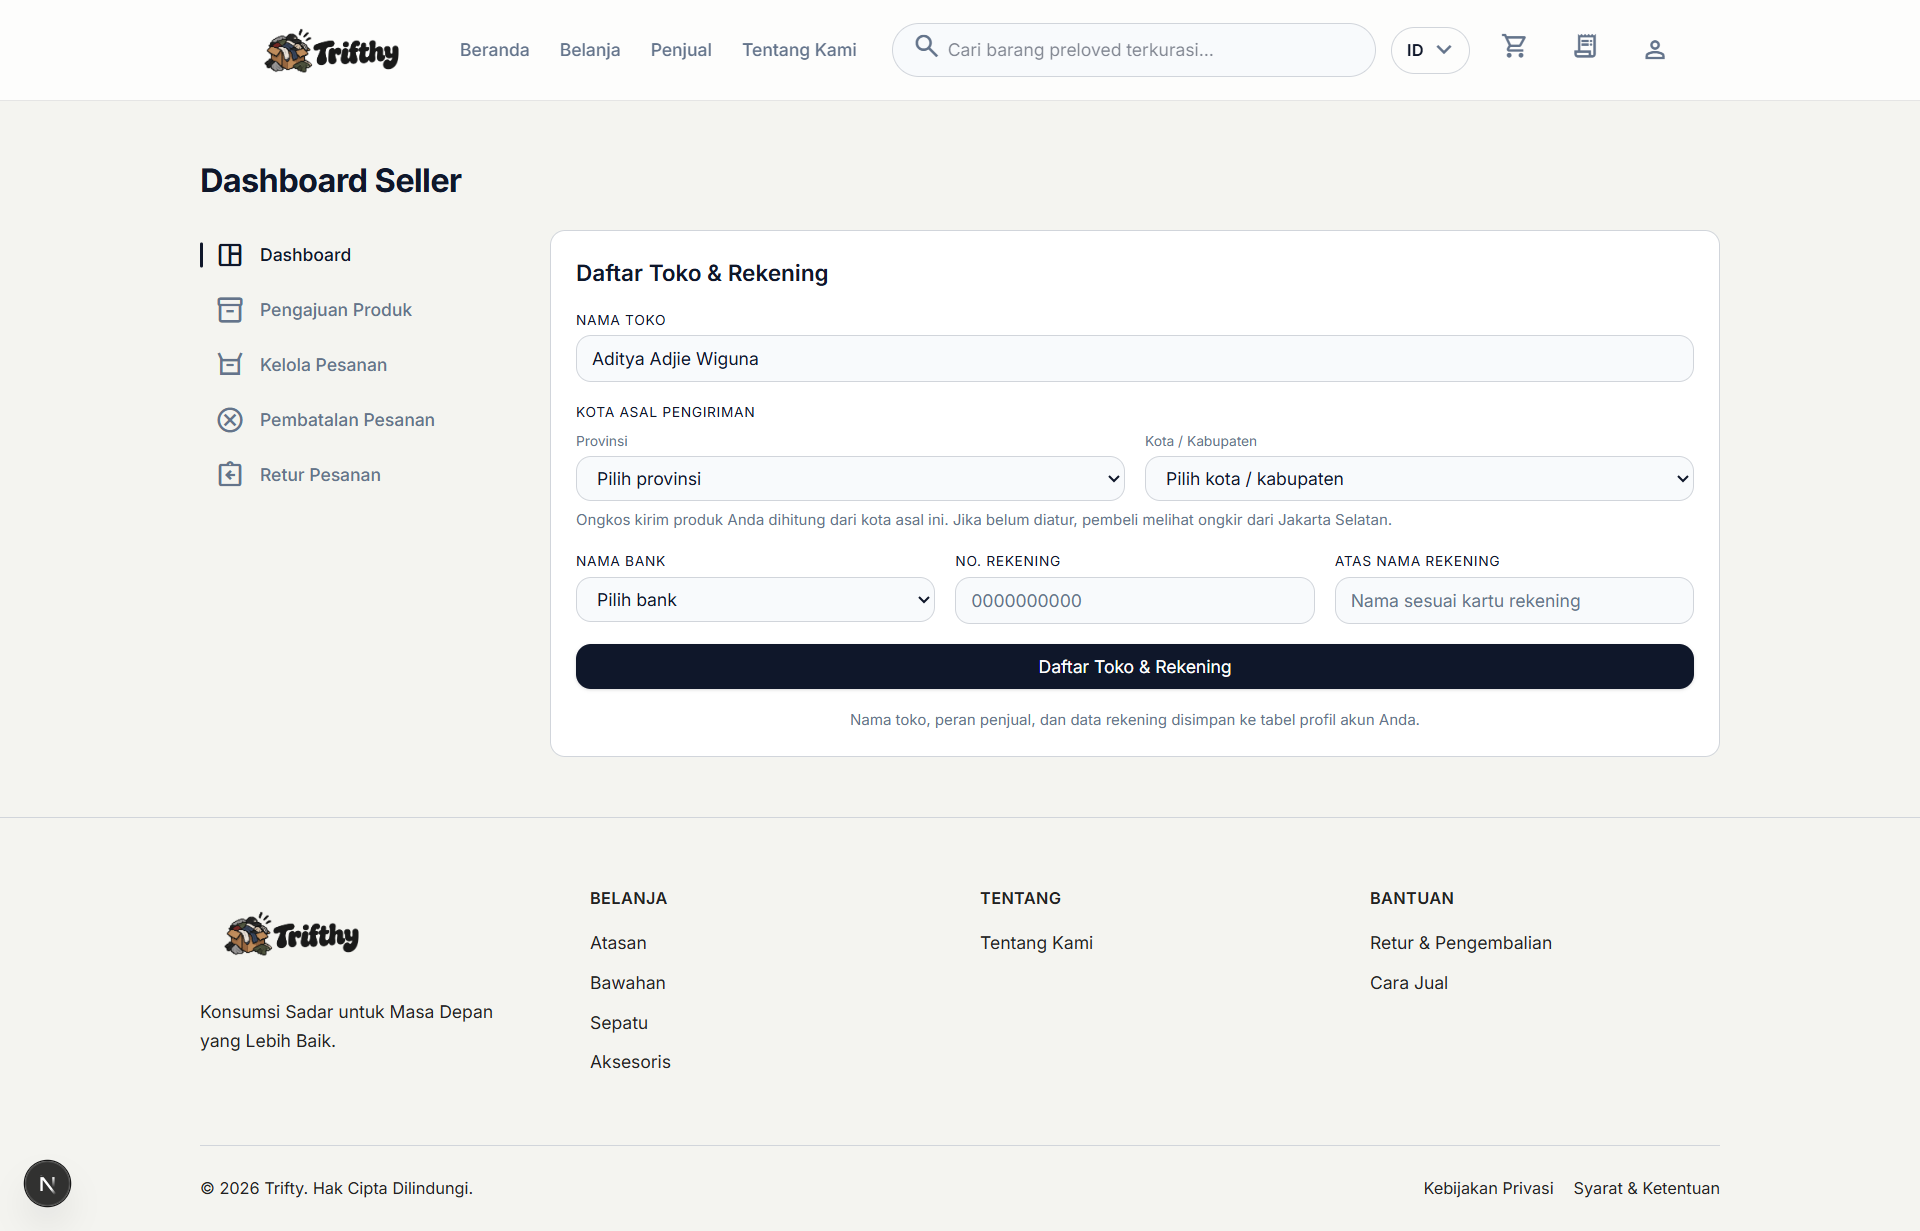 Trifthy
Beranda
Belanja
Penjual
Tentang Kami
Cari barang preloved terkurasi...
ID
Dashboard Seller
Dashboard
Pengajuan Produk
Kelola Pesanan
Pembatalan Pesanan
Retur Pesanan
Daftar Toko & Rekening
NAMA TOKO
Aditya Adjie Wiguna
KOTA ASAL PENGIRIMAN
Provinsi
Kota / Kabupaten
Pilih provinsi
Pilih kota / kabupaten
Ongkos kirim produk Anda dihitung dari kota asal ini. Jika belum diatur, pembeli melihat ongkir dari Jakarta Selatan.
NAMA BANK
NO. REKENING
ATAS NAMA REKENING
Pilih bank
0000000000
Nama sesuai kartu rekening
Daftar Toko & Rekening
Nama toko, peran penjual, dan data rekening disimpan ke tabel profil akun Anda.
Trifthy
Konsumsi Sadar untuk Masa Depan
yang Lebih Baik.
BELANJA
Atasan
Bawahan
Sepatu
Aksesoris
TENTANG
Tentang Kami
BANTUAN
Retur & Pengembalian
Cara Jual
N
© 2026 Trifty. Hak Cipta Dilindungi.
Kebijakan Privasi
Syarat & Ketentuan